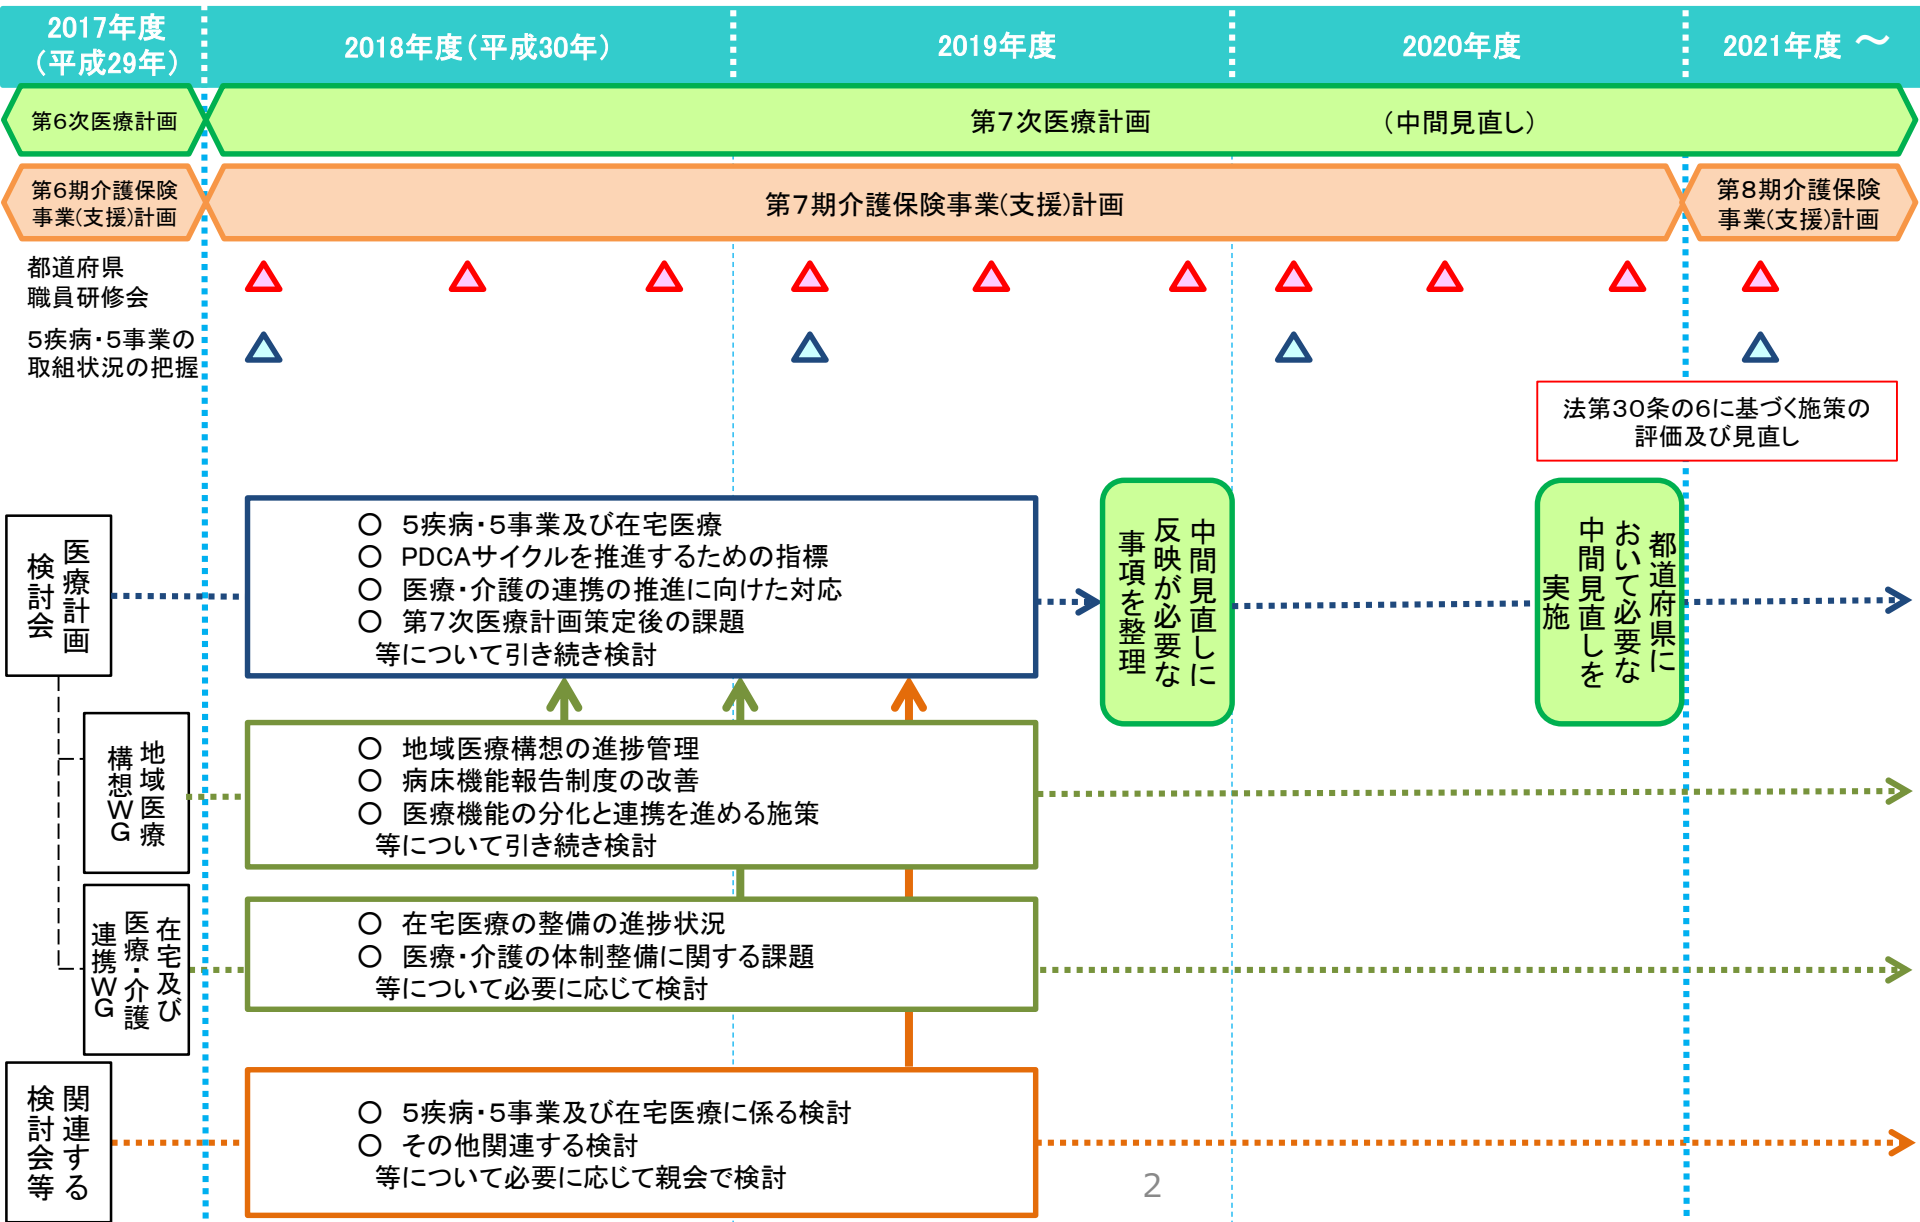 2017年度
(平成29年)
2018年度(平成30年)
2019年度
2020年度
2021年度 ～
第6次医療計画
第7次医療計画
(中間見直し)
第6期介護保険
事業(支援)計画
第7期介護保険事業(支援)計画
第8期介護保険
事業(支援)計画
都道府県
職員研修会
5疾病・5事業の
取組状況の把握
法第30条の6に基づく施策の
評価及び見直し
医療計画
検討会
○ 5疾病・5事業及び在宅医療
○ PDCAサイクルを推進するための指標
○ 医療・介護の連携の推進に向けた対応
○ 第7次医療計画策定後の課題
等について引き続き検討
中間見直しに
反映が必要な
事項を整理
都道府県に
おいて必要な
中間見直しを
実施
地域医療
構想WG
○ 地域医療構想の進捗管理
○ 病床機能報告制度の改善
○ 医療機能の分化と連携を進める施策
等について引き続き検討
在宅及び
医療・介護
連携WG
○ 在宅医療の整備の進捗状況
○ 医療・介護の体制整備に関する課題
等について必要に応じて検討
関連する
検討会等
○ 5疾病・5事業及び在宅医療に係る検討
○ その他関連する検討
等について必要に応じて親会で検討
2